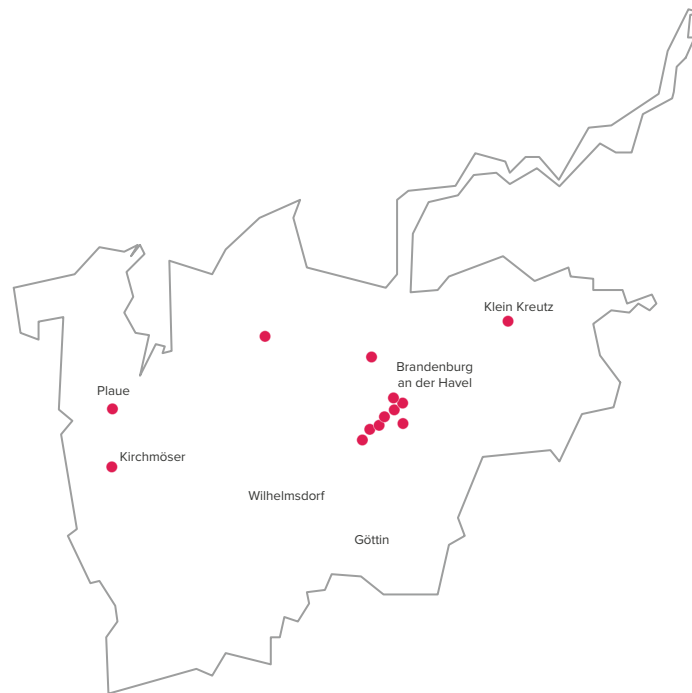 Klein Kreutz
Brandenburg
an der Havel
Plaue
Kirchmöser
Wilhelmsdorf
Göttin